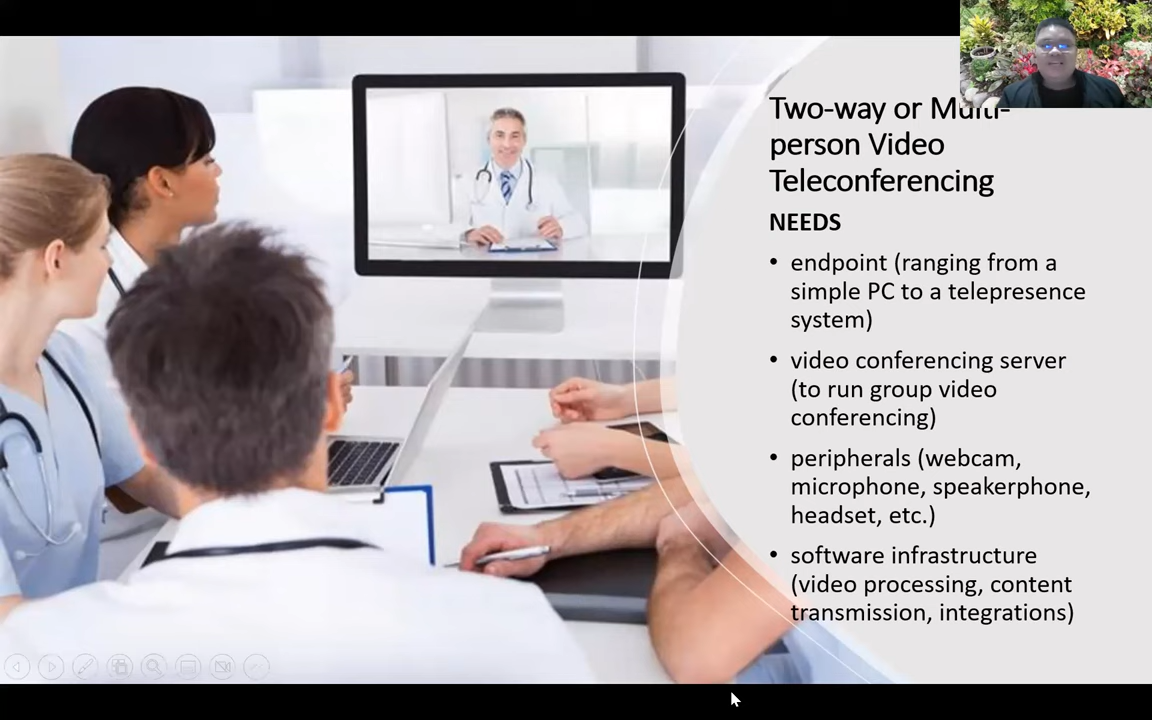 Two-way or Multi-
person Video
Teleconferencing
NEEDS
• endpoint (ranging from a
simple PC to a telepresence
system)
• video conferencing server
(to run group video
conferencing)
• peripherals (webcam,
microphone, speakerphone,
headset, etc.)
• software infrastructure
(video processing, content
transmission, integrations)